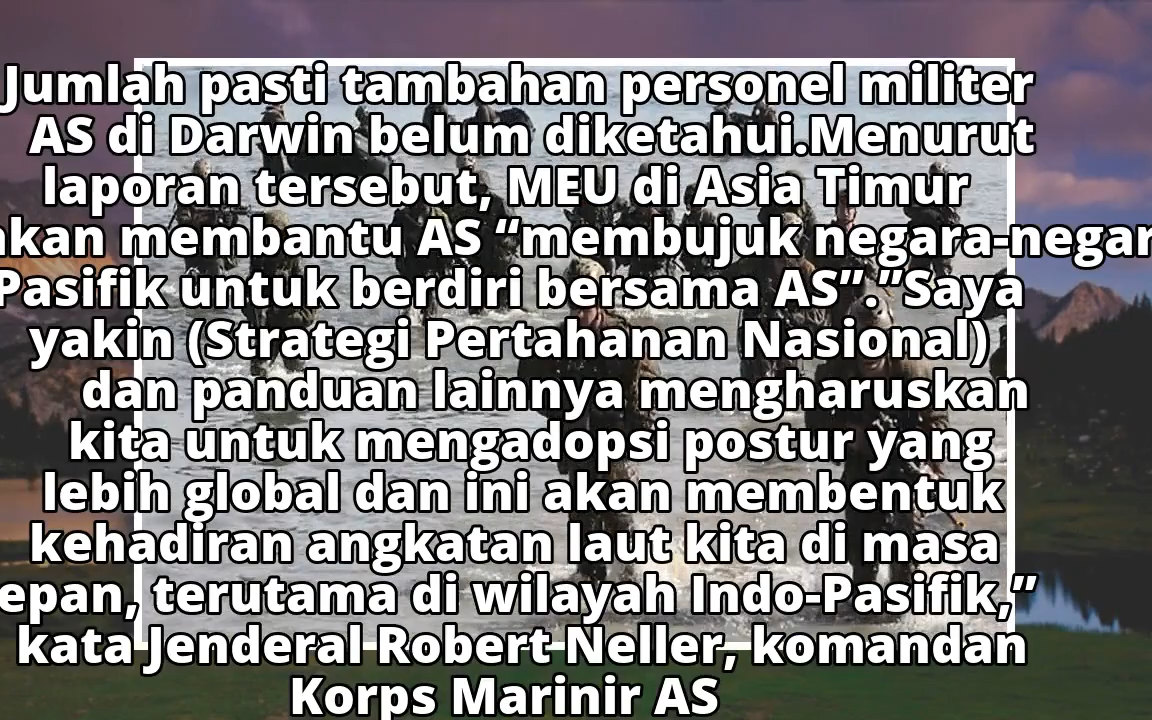 Jumlah pasti tambahan personel militer
AS di Darwin belum diketahui.Menurut
laporan tersebut, MEU di Asia Timur
akan membantu AS “membujuk negara-negar
Pasifik untuk berdiri bersama AS”.”Saya
yakin (Strategi Pertahanan Nasional)
dan panduan lainnya mengharuskan
kita untuk mengadopsi postur yang
lebih global dan ini akan membentuk
kehadiran angkatan laut kita di masa
epan, terutama di wilayah Indo-Pasifik,”
kata Jenderal Robert Neller, komandan
Korps Marinir AS